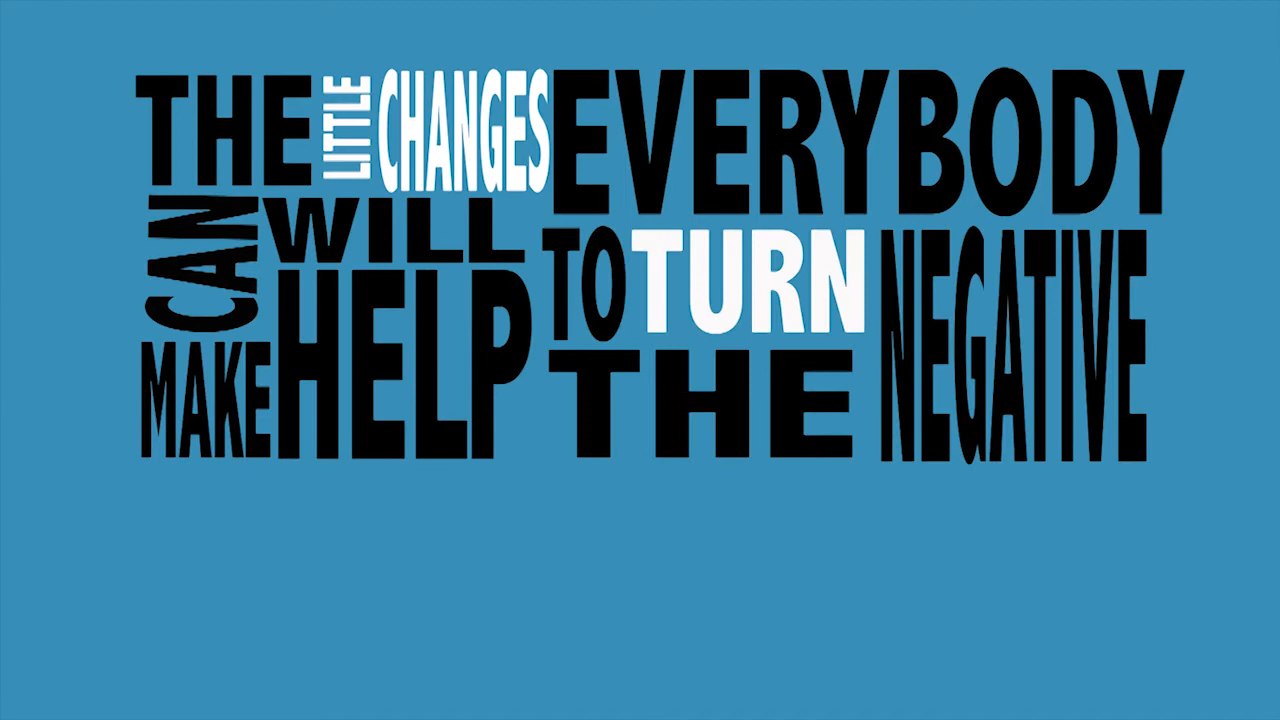 THE LITTLE CHANGES EVERYBODY
CAN
MAKE
WILL
HELP
TO TURN
THE
NEGATIVE